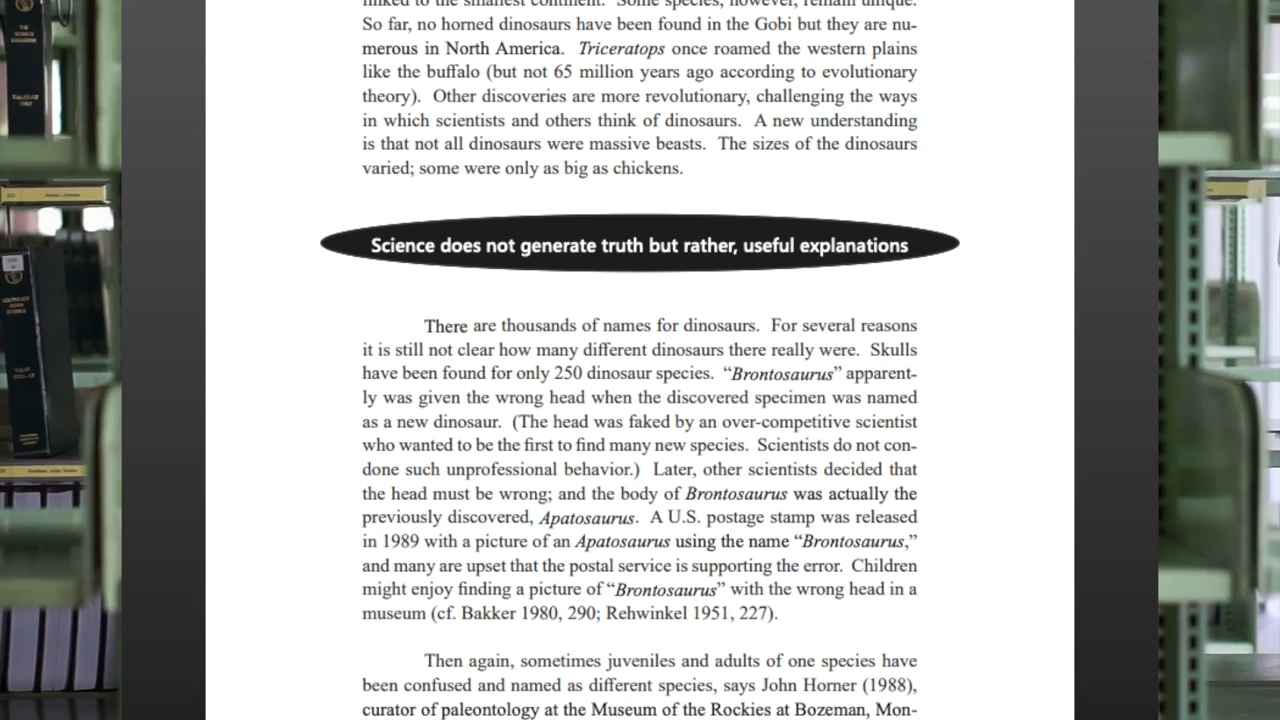 linked to the smallest continent.  Some species, however, remain unique.
So far, no horned dinosaurs have been found in the Gobi but they are nu-
merous in North America.  Triceratops once roamed the western plains
like the buffalo (but not 65 million years ago according to evolutionary
theory).  Other discoveries are more revolutionary, challenging the ways
in which scientists and others think of dinosaurs.  A new understanding
is that not all dinosaurs were massive beasts.  The sizes of the dinosaurs
varied; some were only as big as chickens.
Science does not generate truth but rather, useful explanations
There are thousands of names for dinosaurs.  For several reasons
it is still not clear how many different dinosaurs there really were.  Skulls
have been found for only 250 dinosaur species.  “Brontosaurus” apparent-
ly was given the wrong head when the discovered specimen was named
as a new dinosaur.  (The head was faked by an over-competitive scientist
who wanted to be the first to find many new species.  Scientists do not con-
done such unprofessional behavior.)  Later, other scientists decided that
the head must be wrong; and the body of Brontosaurus was actually the
previously discovered, Apatosaurus.  A U.S. postage stamp was released
in 1989 with a picture of an Apatosaurus using the name “Brontosaurus,”
and many are upset that the postal service is supporting the error.  Children
might enjoy finding a picture of “Brontosaurus” with the wrong head in a
museum (cf. Bakker 1980, 290; Rehwinkel 1951, 227).
Then again, sometimes juveniles and adults of one species have
been confused and named as different species, says John Horner (1988),
curator of paleontology at the Museum of the Rockies at Bozeman, Mon-